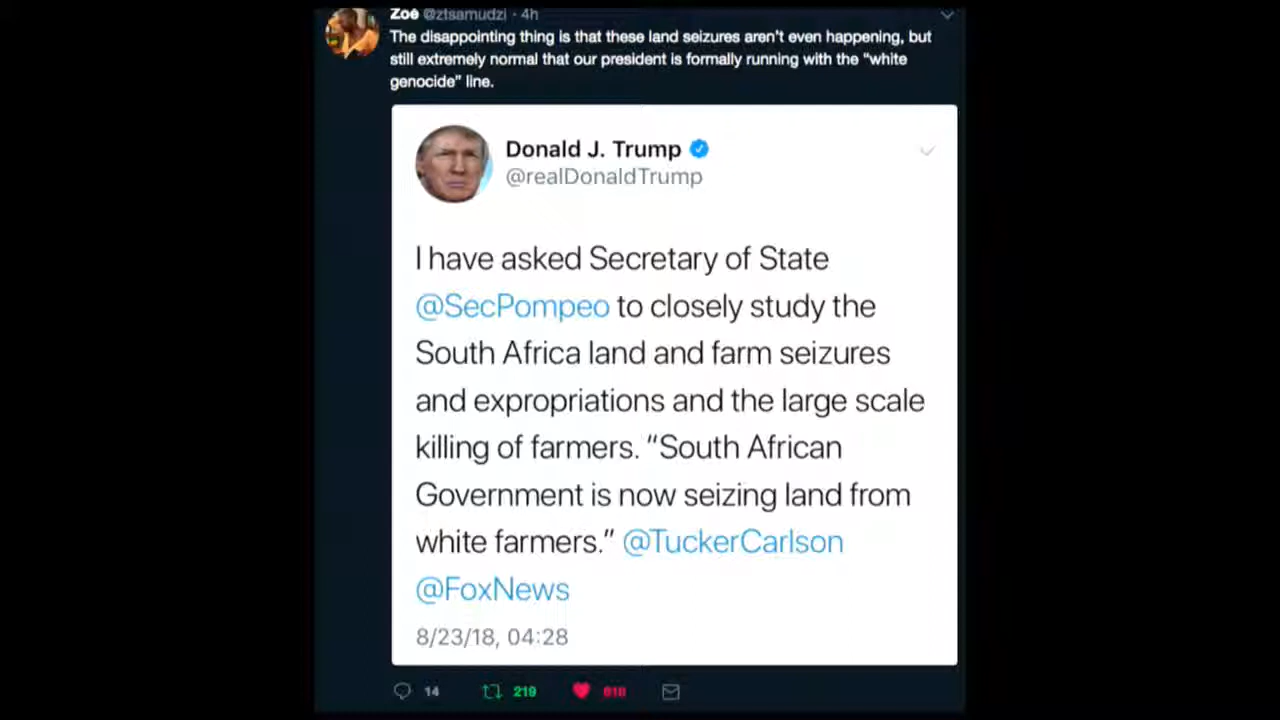 Zoé @ztsamudzi · 4h
The disappointing thing is that these land seizures aren't even happening, but
still extremely normal that our president is formally running with the "white
genocide" line.
Donald J. Trump
@realDonaldTrump
I have asked Secretary of State
@SecPompeo to closely study the
South Africa land and farm seizures
and expropriations and the large scale
killing of farmers. "South African
Government is now seizing land from
white farmers." @TuckerCarlson
@FoxNews
8/23/18, 04:28
14 219